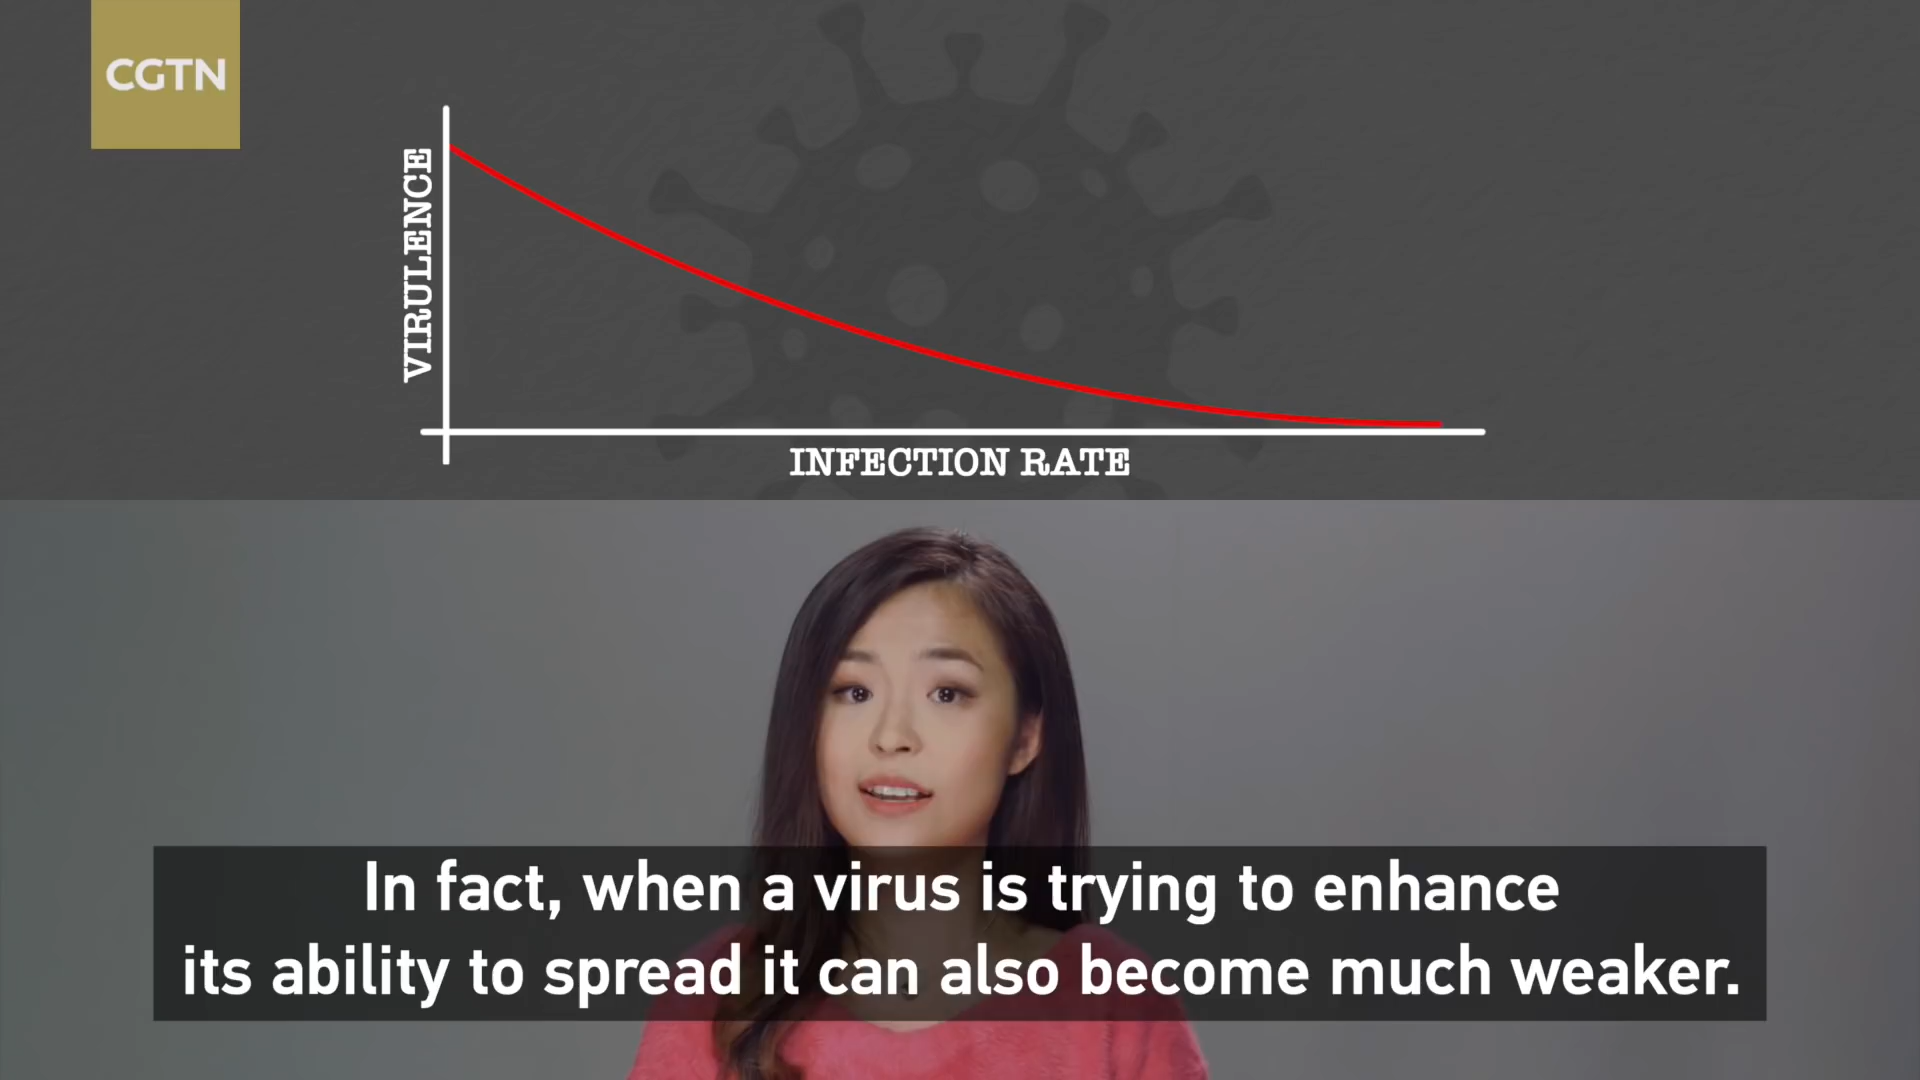 CGTN
VIRULENCE
INFECTION RATE
In fact, when a virus is trying to enhance
its ability to spread it can also become much weaker.